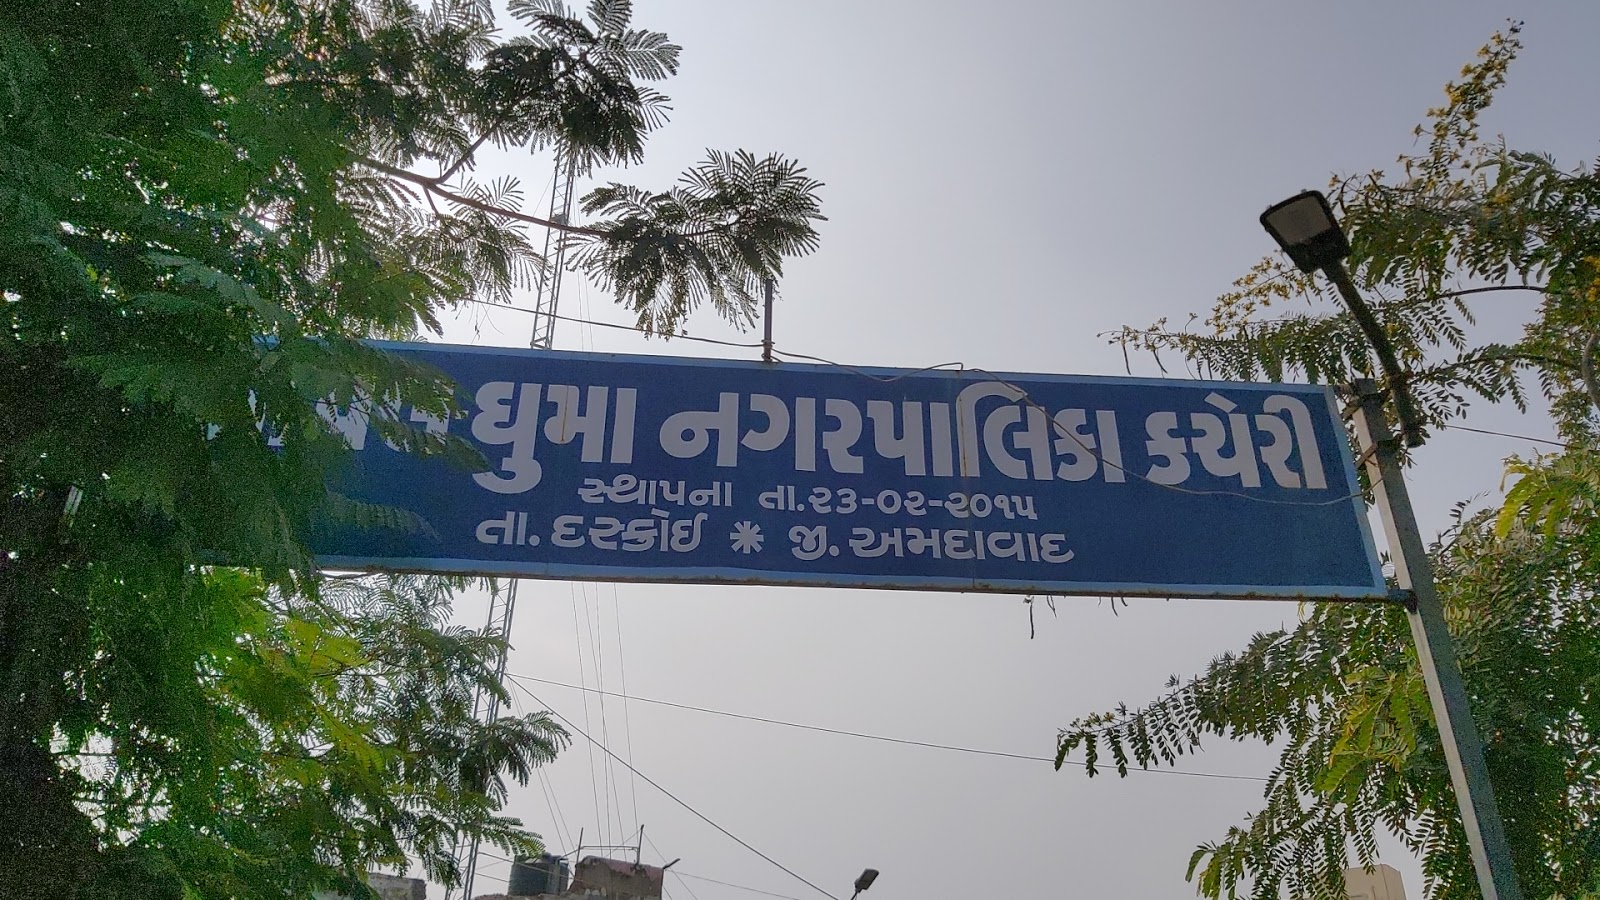 ઘુમા નગરપાલિકા કચેરી
સ્થાપના તા.૨૩-૦૨-૨૦૧૫
તા. દસ્ક્રોઈ * જી. અમદાવાદ